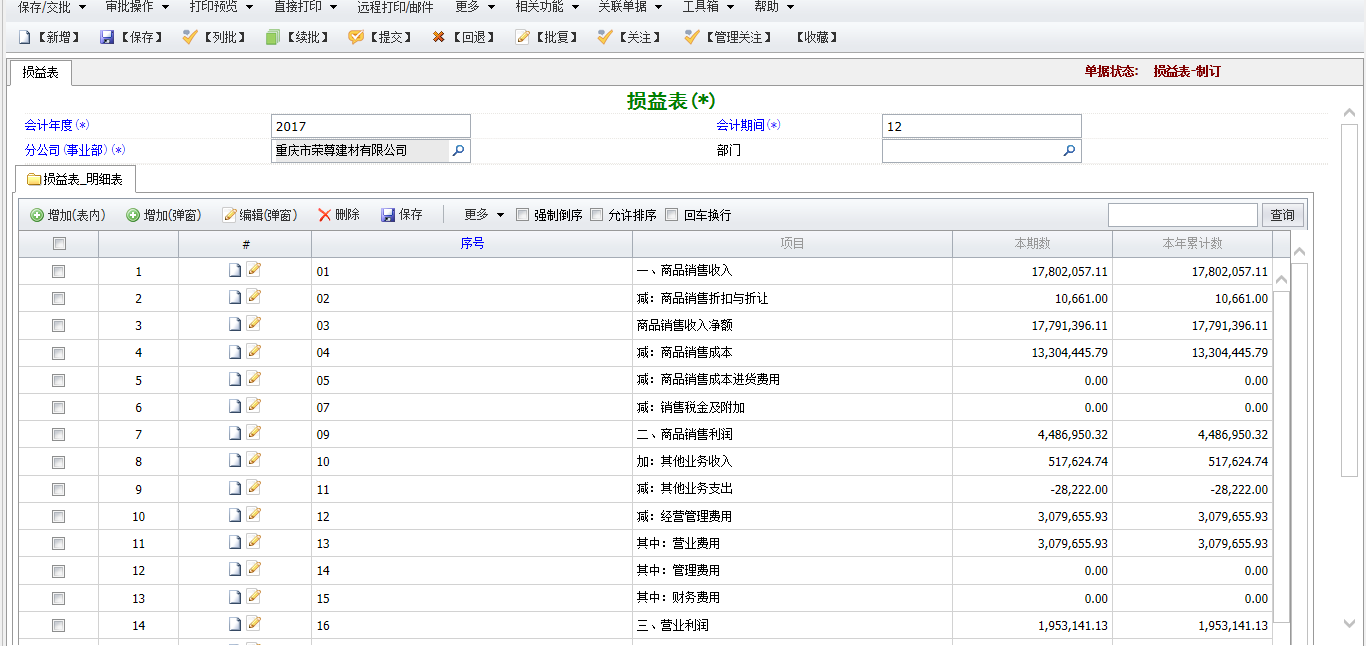 保存/交批 审批操作 打印预览 直接打印 远程打印/邮件 更多 相关功能 关联单据 工具箱 帮助
【新增】 【保存】 【列批】 【续批】 【提交】 【回退】 【批复】 【关注】 【管理关注】 【收藏】
损益表 单据状态: 损益表-制订
损益表(*)
会计年度(*) 2017 会计期间(*) 12
分公司(事业部)(*) 重庆市荣尊建材有限公司 部门
损益表_明细表
增加(表内) 增加(弹窗) 编辑(弹窗) 删除 保存 更多 强制倒序 允许排序 回车换行 查询
# 序号 项目 本期数 本年累计数
1 01 一、商品销售收入 17,802,057.11 17,802,057.11
2 02 减：商品销售折扣与折让 10,661.00 10,661.00
3 03 商品销售收入净额 17,791,396.11 17,791,396.11
4 04 减：商品销售成本 13,304,445.79 13,304,445.79
5 05 减：商品销售成本进货费用 0.00 0.00
6 07 减：销售税金及附加 0.00 0.00
7 09 二、商品销售利润 4,486,950.32 4,486,950.32
8 10 加：其他业务收入 517,624.74 517,624.74
9 11 减：其他业务支出 -28,222.00 -28,222.00
10 12 减：经营管理费用 3,079,655.93 3,079,655.93
11 13 其中：营业费用 3,079,655.93 3,079,655.93
12 14 其中：管理费用 0.00 0.00
13 15 其中：财务费用 0.00 0.00
14 16 三、营业利润 1,953,141.13 1,953,141.13